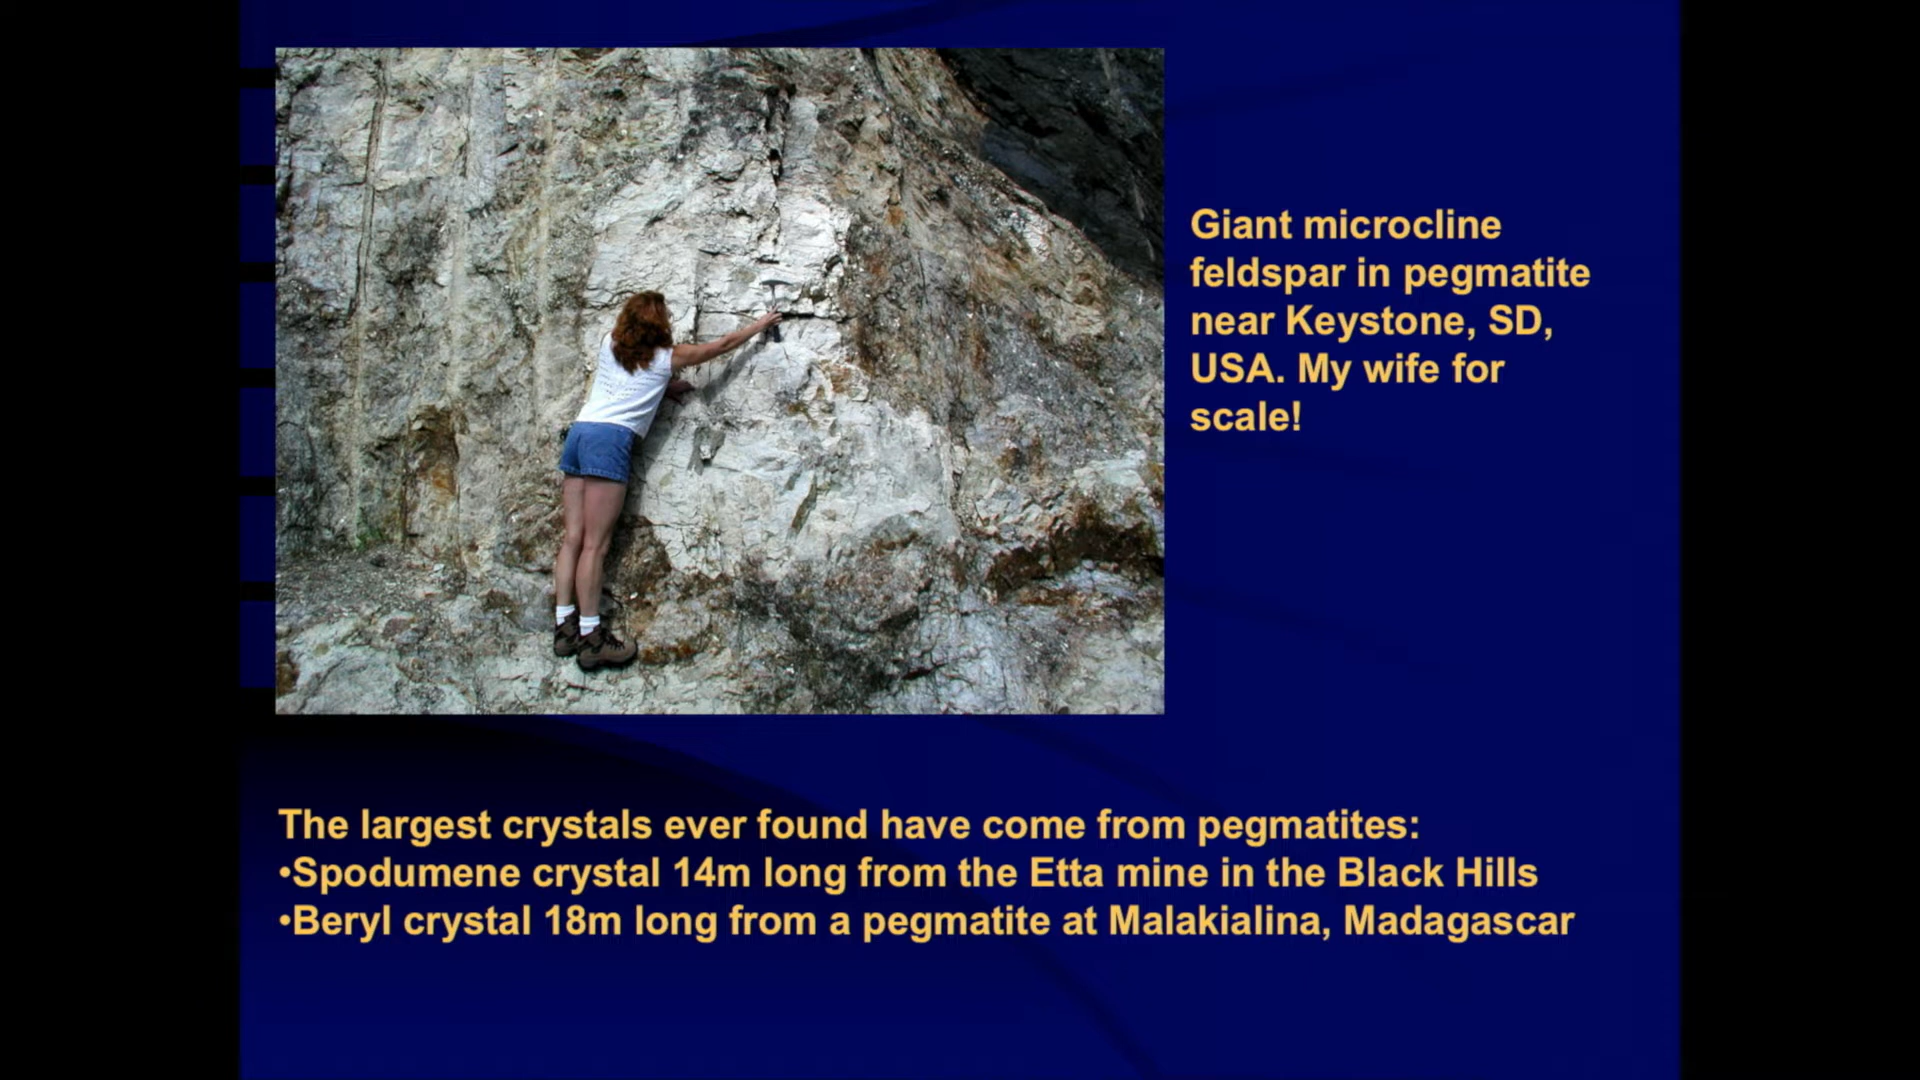 Giant microcline
feldspar in pegmatite
near Keystone, SD,
USA. My wife for
scale!
The largest crystals ever found have come from pegmatites:
•Spodumene crystal 14m long from the Etta mine in the Black Hills
•Beryl crystal 18m long from a pegmatite at Malakialina, Madagascar